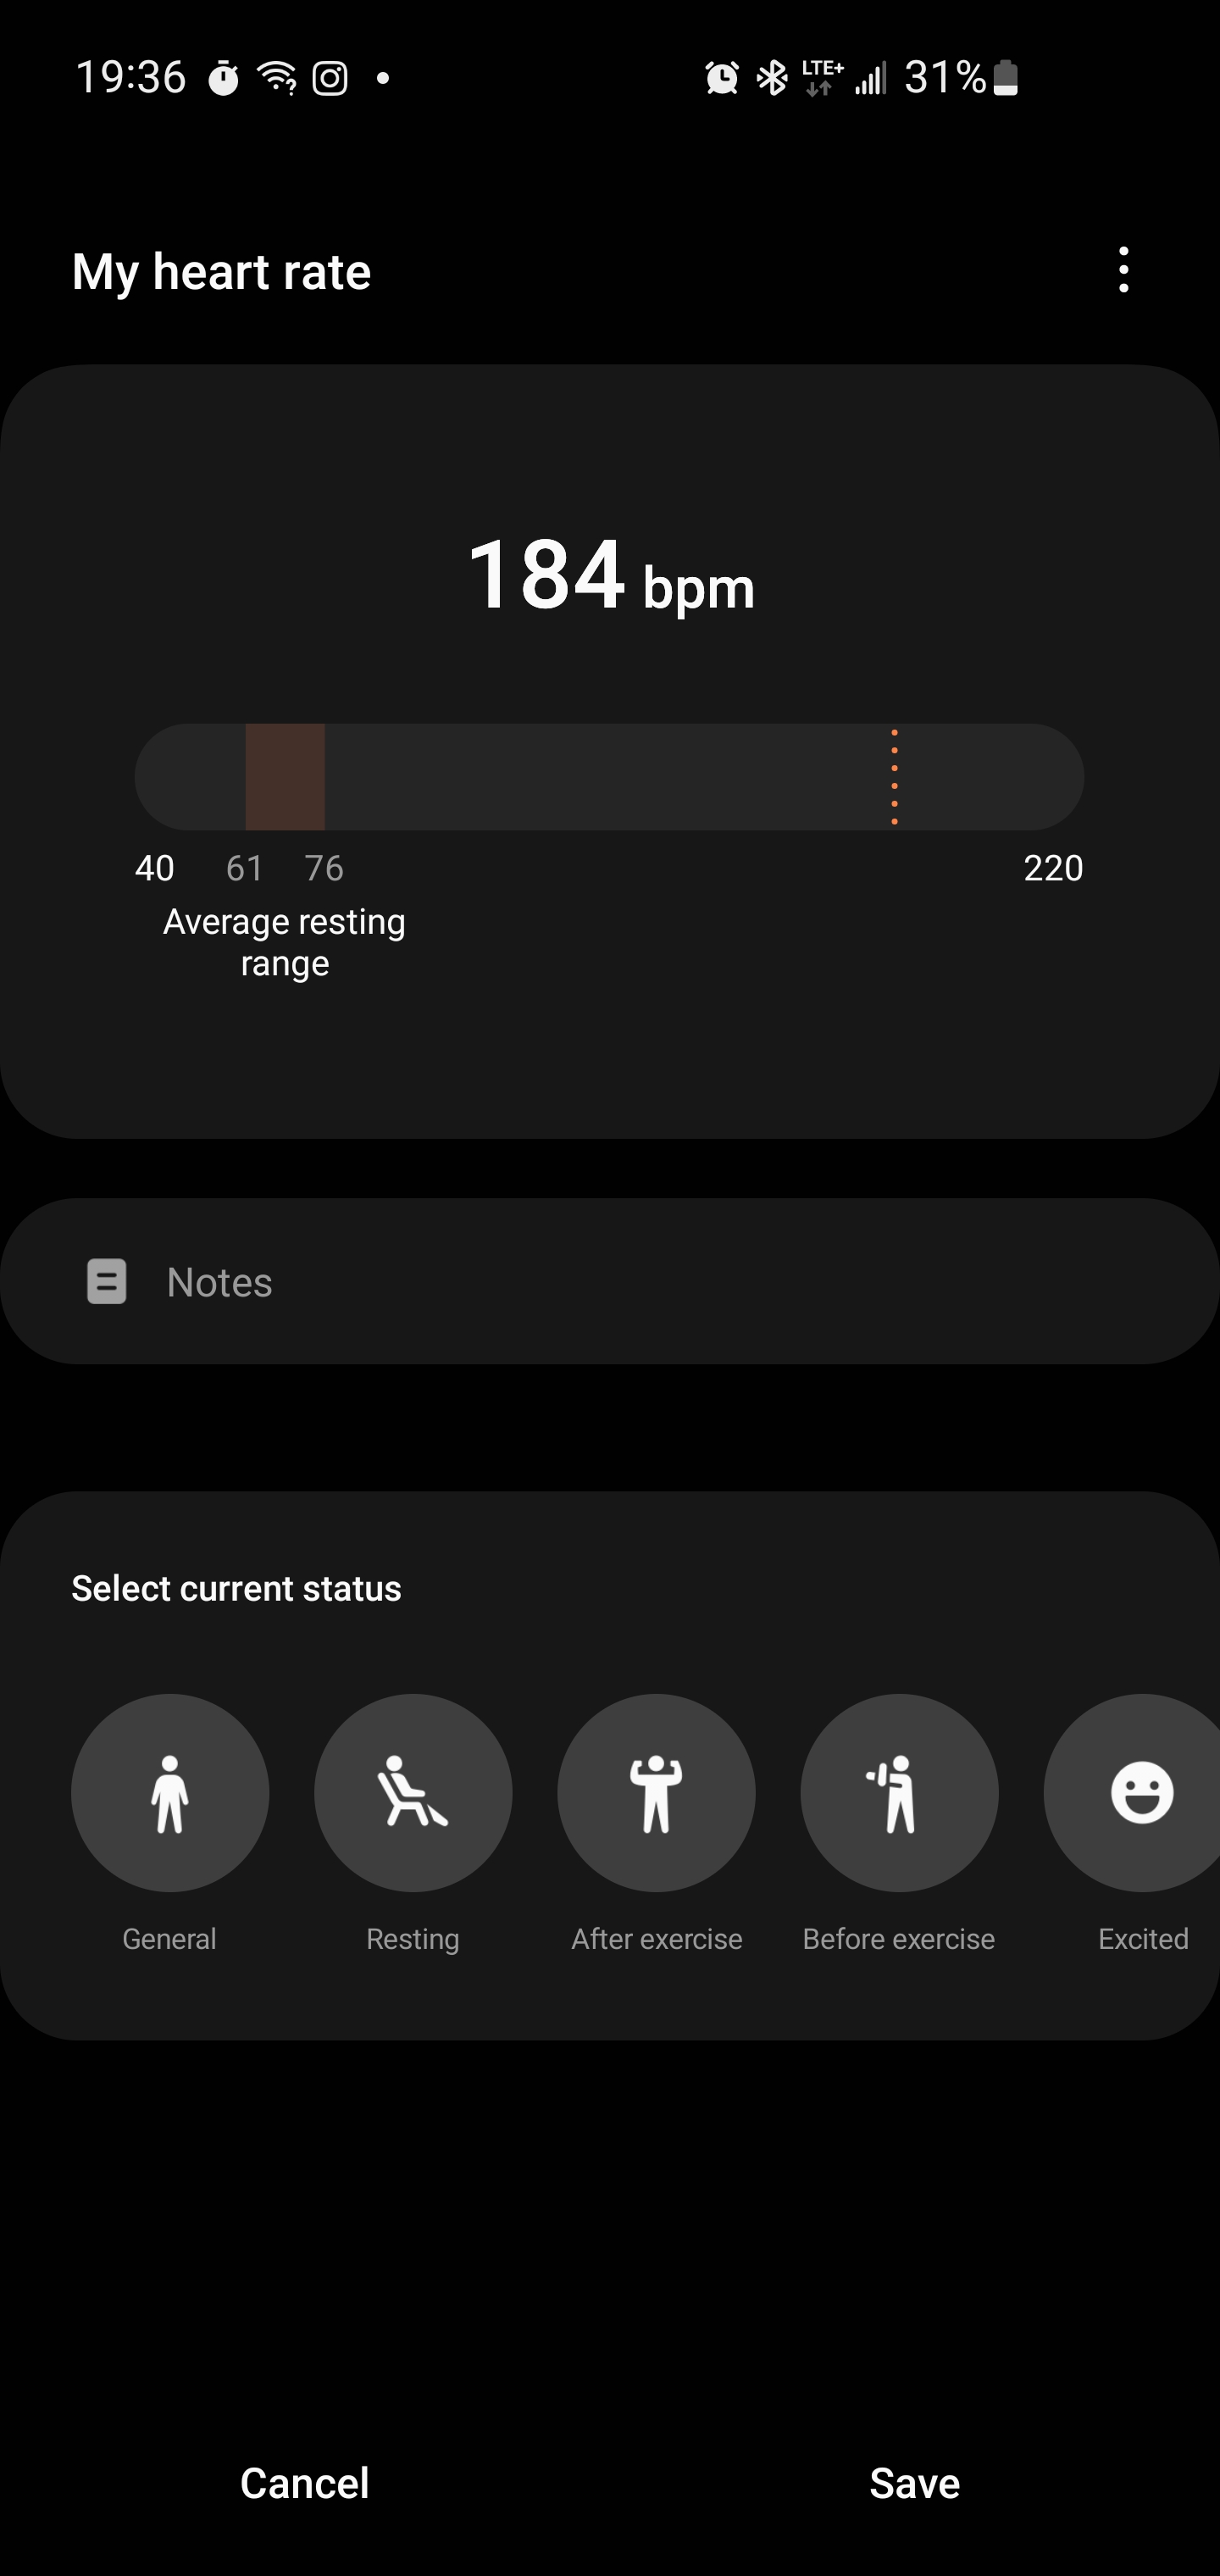 19:36 LTE+ 31%
My heart rate
184 bpm
40 61 76 220
Average resting
range
Notes
Select current status
General Resting After exercise Before exercise Excited
Cancel Save